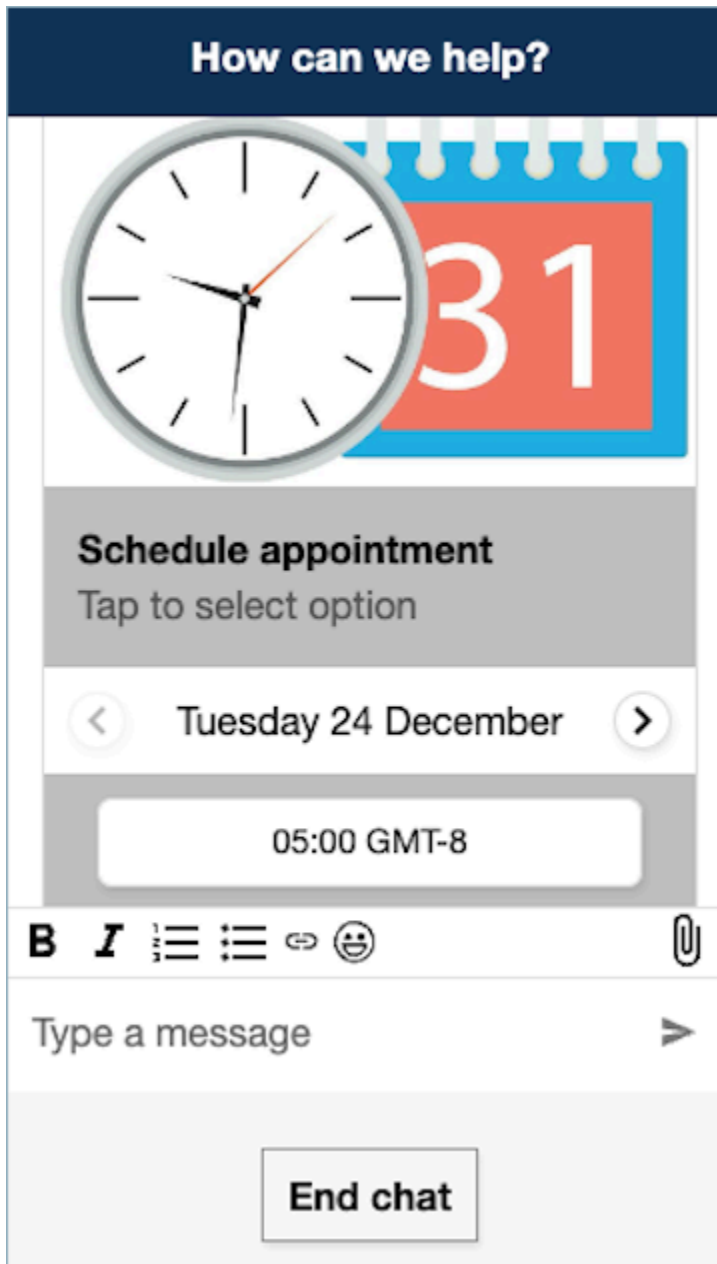 How can we help?
31
Schedule appointment
Tap to select option
Tuesday 24 December
05:00 GMT-8
B I
Type a message
End chat